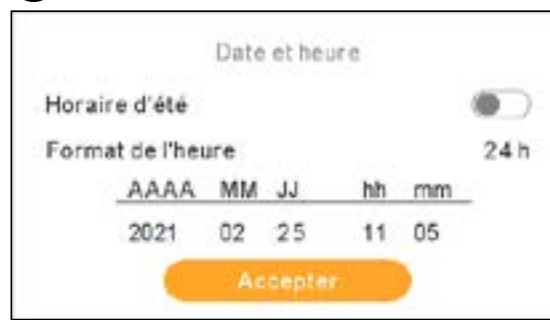 Date et heure
Horaire d'été
Format de l'heure 24 h
AAAA MM JJ hh mm
2021 02 25 11 05
Accepter